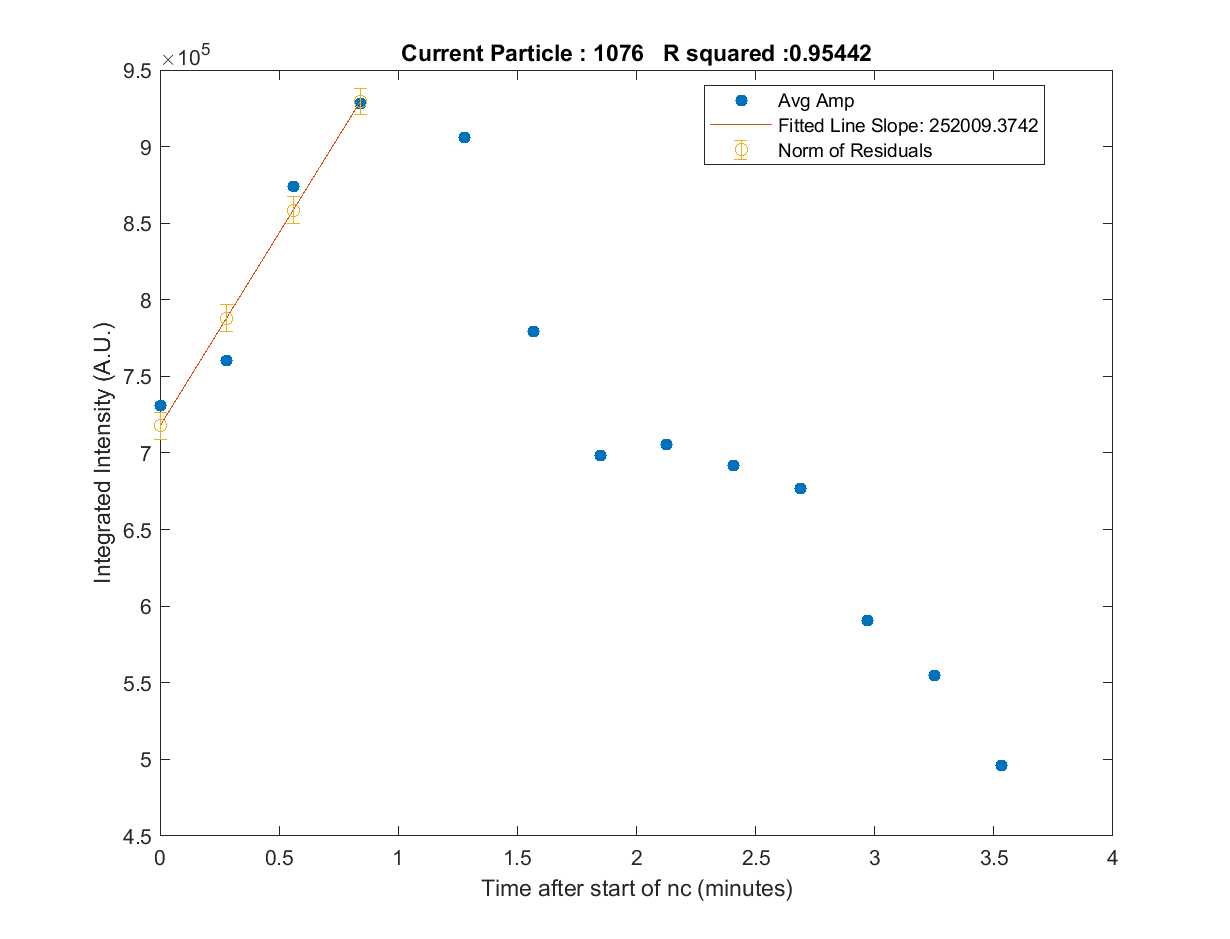 ×10^5
Current Particle : 1076   R squared :0.95442
Avg Amp
Fitted Line Slope: 252009.3742
Norm of Residuals
Integrated Intensity (A.U.)
9.5
9
8.5
8
7.5
7
6.5
6
5.5
5
4.5
0 0.5 1 1.5 2 2.5 3 3.5 4
Time after start of nc (minutes)